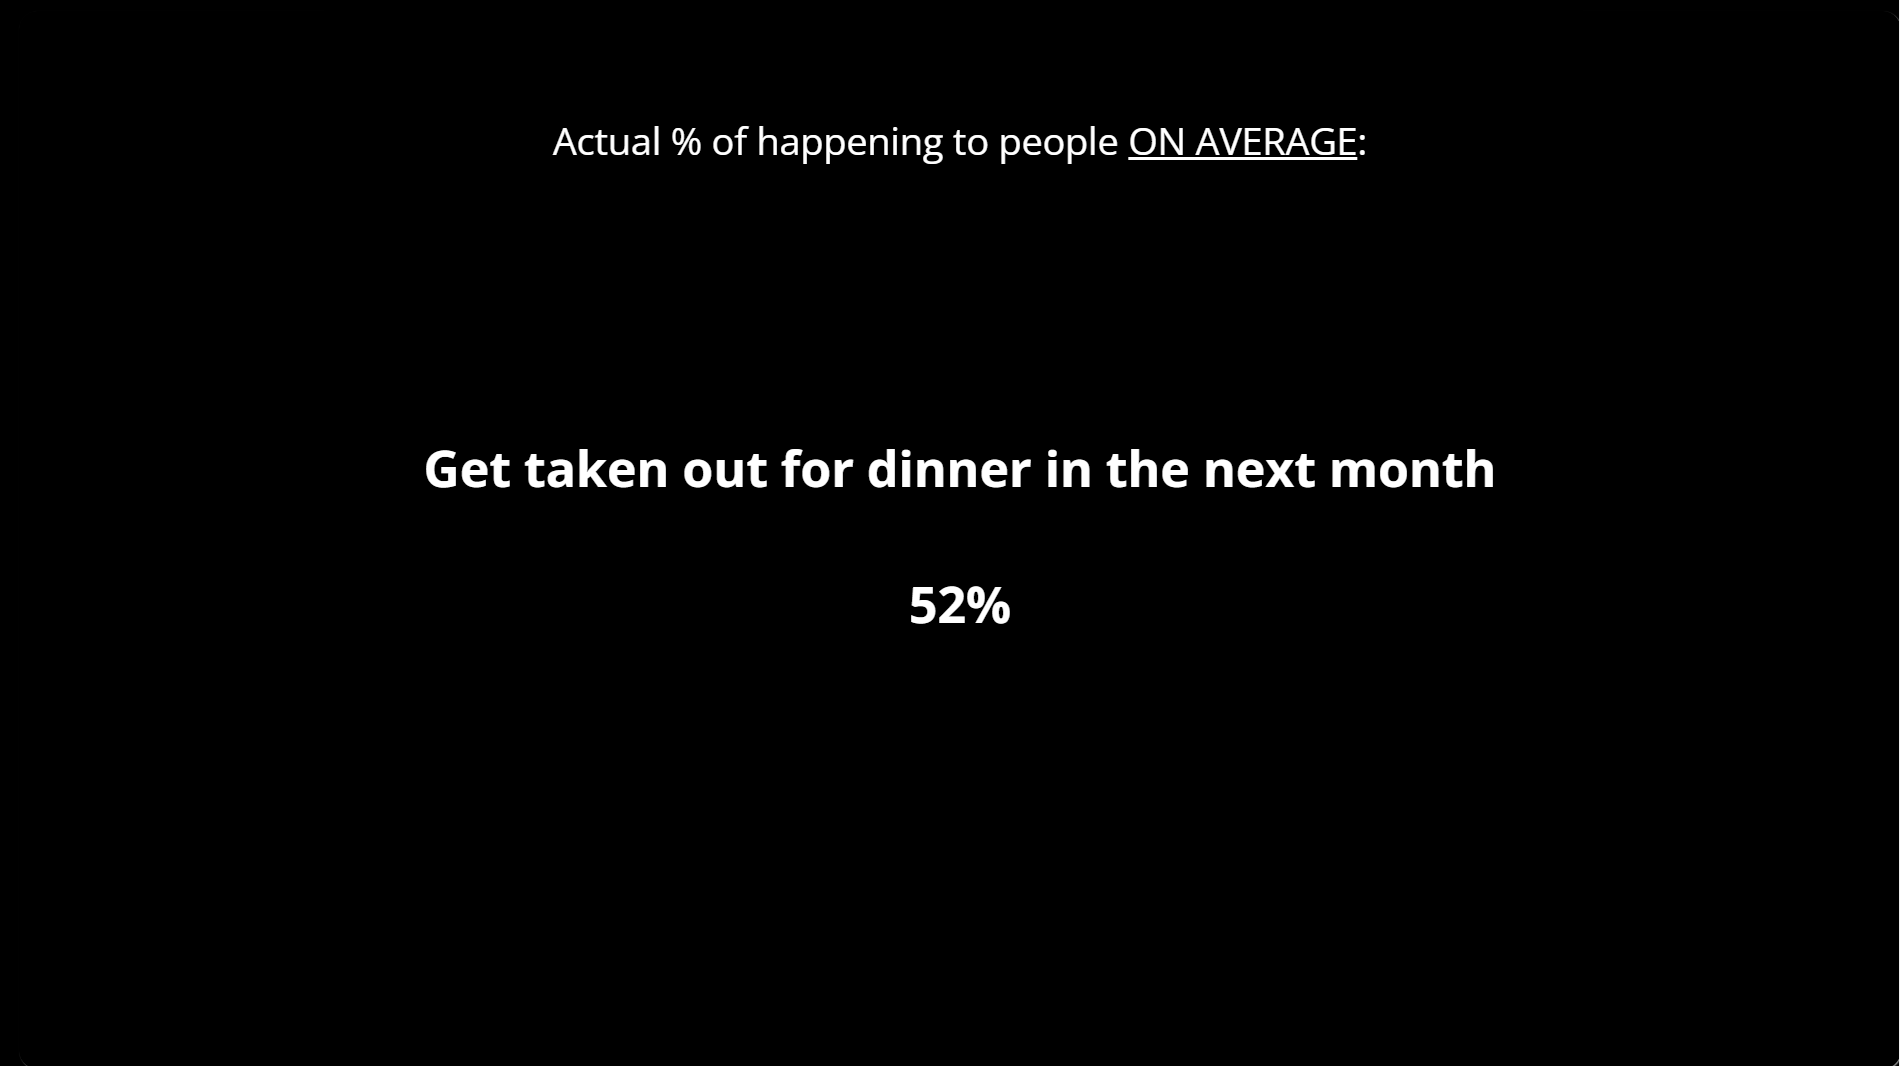 Actual % of happening to people ON AVERAGE:
Get taken out for dinner in the next month
52%